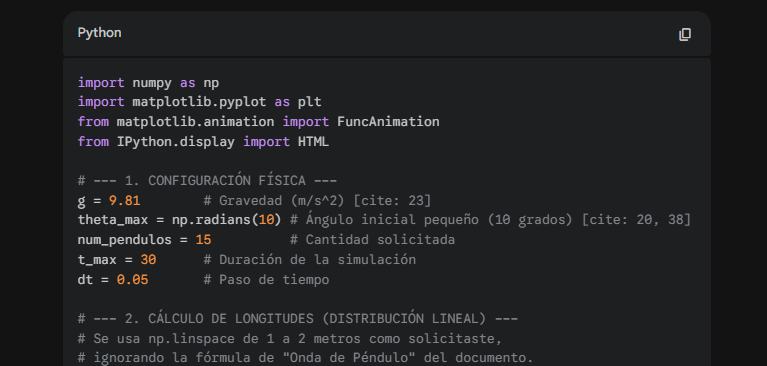 Python
import numpy as np
import matplotlib.pyplot as plt
from matplotlib.animation import FuncAnimation
from IPython.display import HTML
# --- 1. CONFIGURACIÓN FÍSICA ---
g = 9.81        # Gravedad (m/s^2) [cite: 23]
theta_max = np.radians(10) # Ángulo inicial pequeño (10 grados) [cite: 20, 38]
num_pendulos = 15          # Cantidad solicitada
t_max = 30      # Duración de la simulación
dt = 0.05       # Paso de tiempo
# --- 2. CÁLCULO DE LONGITUDES (DISTRIBUCIÓN LINEAL) ---
# Se usa np.linspace de 1 a 2 metros como solicitaste,
# ignorando la fórmula de "Onda de Péndulo" del documento.